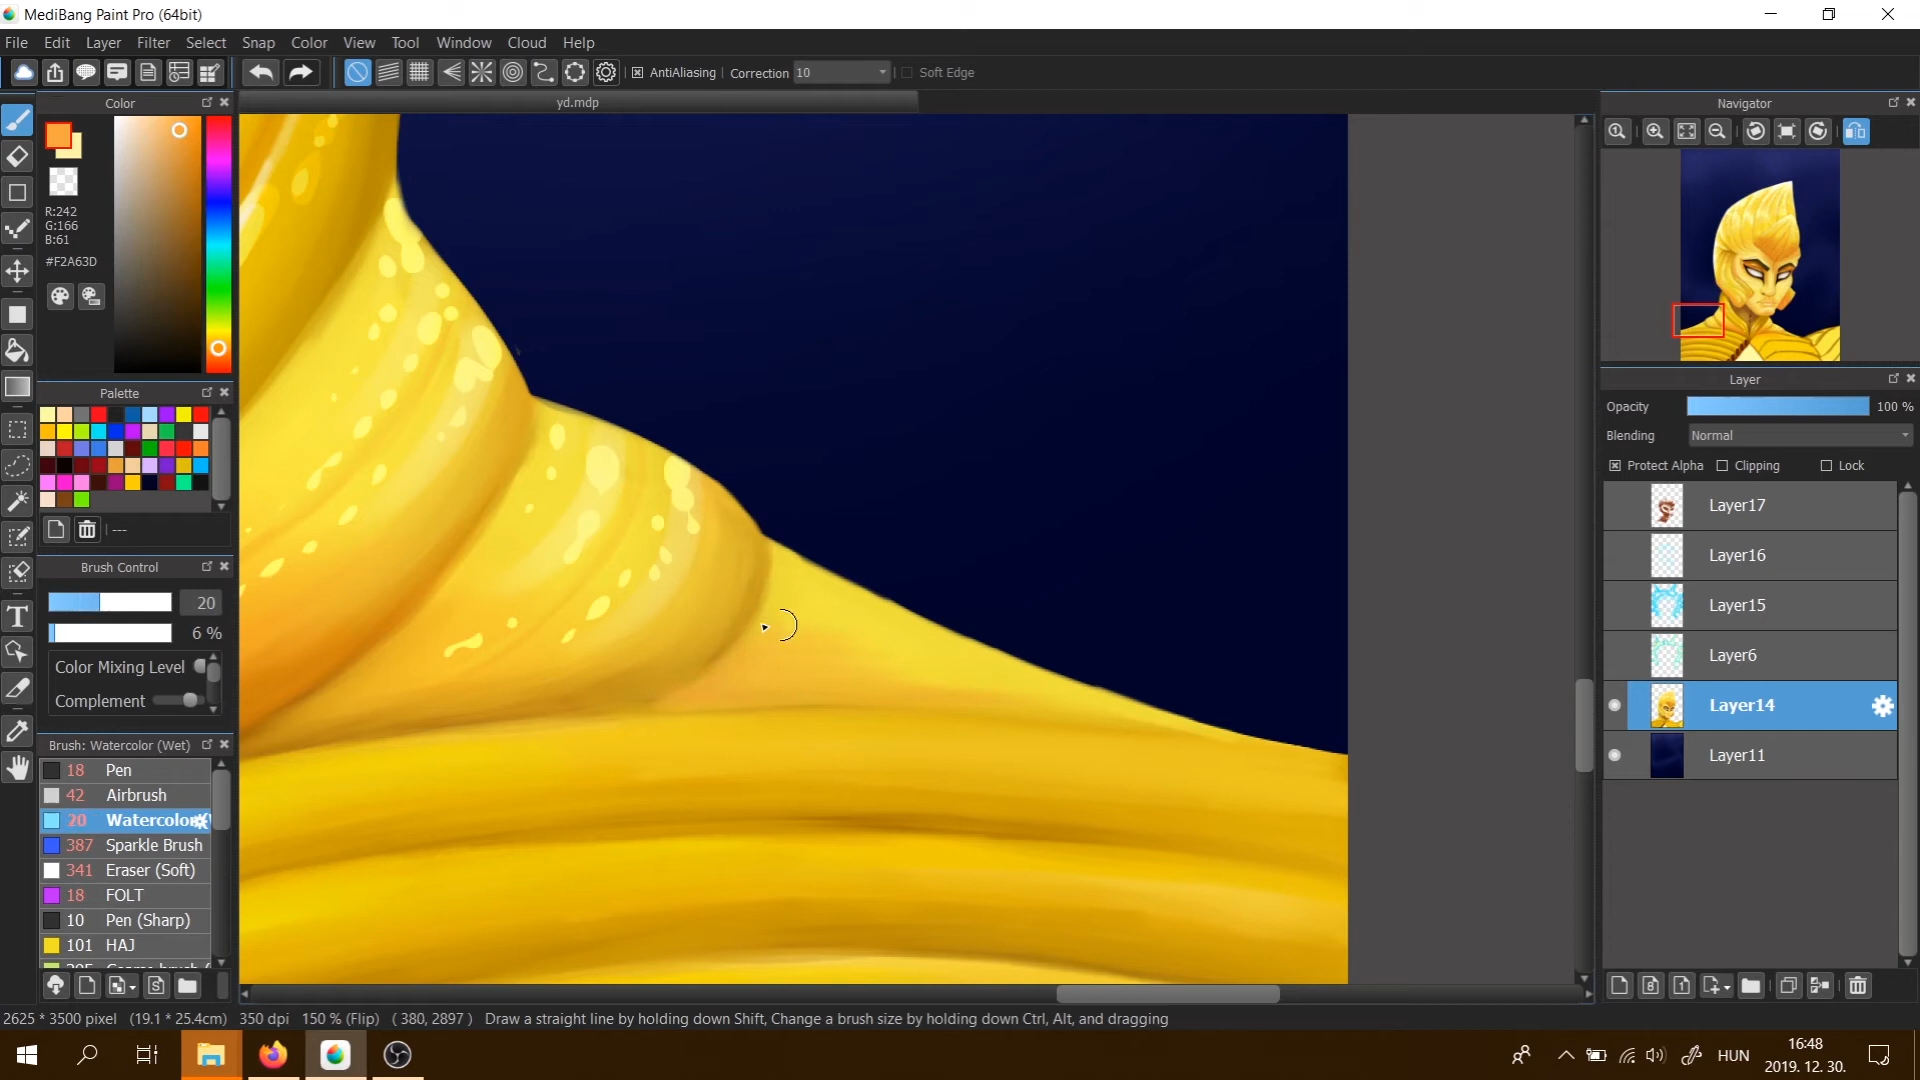 MediBang Paint Pro (64bit)
File Edit Layer Filter Select Snap Color View Tool Window Cloud Help
AntiAliasing Correction 10 Soft Edge
Color
yd.mdp
Navigator
R:242
G:166
B:61
#F2A63D
Palette
---
Brush Control
20
6 %
Color Mixing Level
Complement
Brush: Watercolor (Wet)
18 Pen
42 Airbrush
20 Watercolor
387 Sparkle Brush
341 Eraser (Soft)
18 FOLT
10 Pen (Sharp)
101 HAJ
Layer
Opacity 100 %
Blending Normal
Protect Alpha Clipping Lock
Layer17
Layer16
Layer15
Layer6
Layer14
Layer11
2625 * 3500 pixel (19.1 * 25.4cm) 350 dpi 150 % (Flip) ( 380, 2897 ) Draw a straight line by holding down Shift, Change a brush size by holding down Ctrl, Alt, and dragging
HUN
16:48
2019. 12. 30.